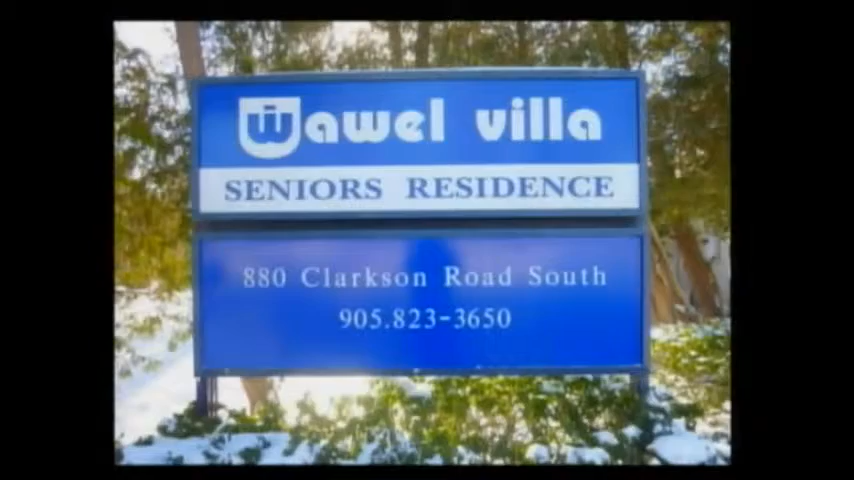 Wawel villa
SENIORS RESIDENCE
880 Clarkson Road South
905.823-3650